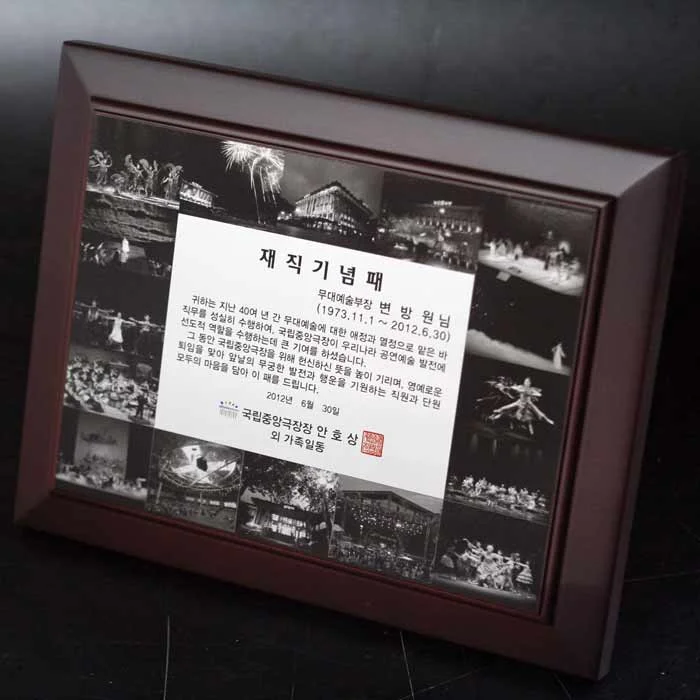 재직기념패
무대예술부장 변방원님
(1973.11.1 ~ 2012.6.30)
귀하는 지난 40여 년 간 무대예술에 대한 애정과 열정으로 맡은 바
직무를 성실히 수행하여, 국립중앙극장이 우리나라 공연예술 발전에
선도적 역할을 수행하는데 큰 기여를 하셨습니다.
그 동안 국립중앙극장을 위해 헌신하신 뜻을 높이 기리며, 영예로운
퇴임을 맞아 앞날의 무궁한 발전과 행운을 기원하는 직원과 단원
모두의 마음을 담아 이 패를 드립니다.
2012년 6월 30일
국립중앙극장장 안호상
외 가족일동